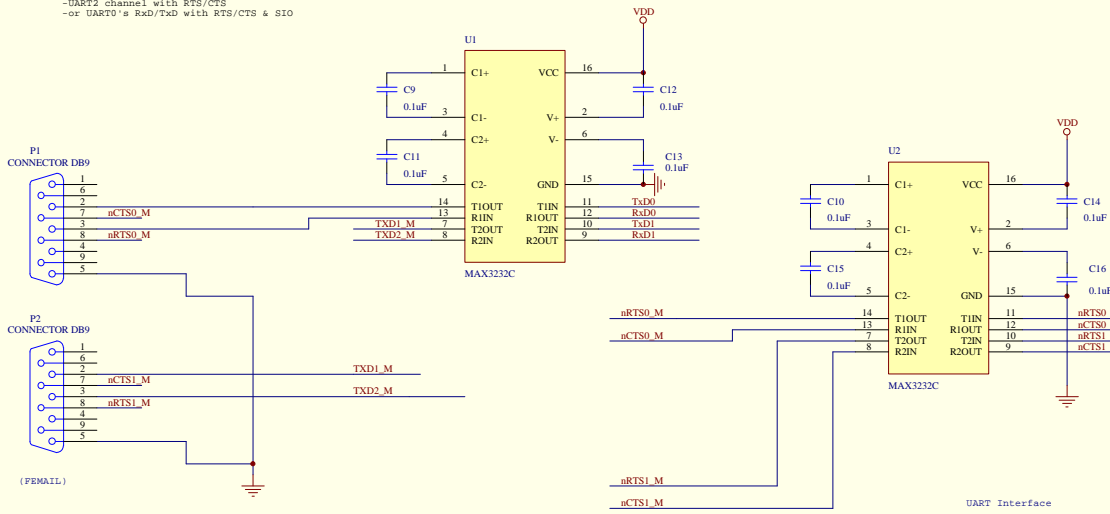 -UART2 channel with RTS/CTS
-or UART0's RxD/TxD with RTS/CTS & SIO
VDD
U1
1 C1+ VCC 16
C9
0.1uF
C12
0.1uF
3 C1- V+ 2
4 C2+ V- 6
C11
0.1uF
C13
0.1uF
5 C2- GND 15
14 T1OUT T1IN 11 TxD0
13 R1IN R1OUT 12 RxD0
TXD1_M 7 T2OUT T2IN 10 TxD1
TXD2_M 8 R2IN R2OUT 9 RxD1
MAX3232C
P1
CONNECTOR DB9
1
6
2
7 nCTS0_M
3
8 nRTS0_M
4
9
5
P2
CONNECTOR DB9
1
6
2 TXD1_M
7 nCTS1_M
3 TXD2_M
8 nRTS1_M
4
9
5
(FEMAIL)
VDD
U2
1 C1+ VCC 16
C10
0.1uF
C14
0.1uF
3 C1- V+ 2
4 C2+ V- 6
C15
0.1uF
C16
0.1uF
5 C2- GND 15
nRTS0_M 14 T1OUT T1IN 11 nRTS0
13 R1IN R1OUT 12 nCTS0
nCTS0_M 7 T2OUT T2IN 10 nRTS1
8 R2IN R2OUT 9 nCTS1
MAX3232C
nRTS1_M
nCTS1_M
UART Interface